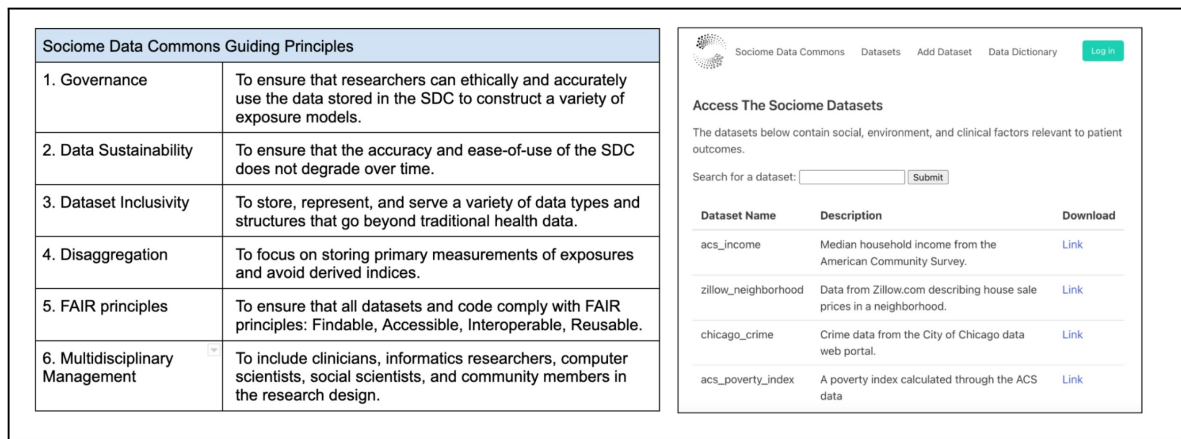 Sociome Data Commons Guiding Principles
1. Governance
To ensure that researchers can ethically and accurately
use the data stored in the SDC to construct a variety of
exposure models.
2. Data Sustainability
To ensure that the accuracy and ease-of-use of the SDC
does not degrade over time.
3. Dataset Inclusivity
To store, represent, and serve a variety of data types and
structures that go beyond traditional health data.
4. Disaggregation
To focus on storing primary measurements of exposures
and avoid derived indices.
5. FAIR principles
To ensure that all datasets and code comply with FAIR
principles: Findable, Accessible, Interoperable, Reusable.
6. Multidisciplinary
Management
To include clinicians, informatics researchers, computer
scientists, social scientists, and community members in
the research design.
Sociome Data Commons Datasets Add Dataset Data Dictionary Log in
Access The Sociome Datasets
The datasets below contain social, environment, and clinical factors relevant to patient
outcomes.
Search for a dataset: Submit
Dataset Name Description Download
acs_income Median household income from the Link
American Community Survey.
zillow_neighborhood Data from Zillow.com describing house sale Link
prices in a neighborhood.
chicago_crime Crime data from the City of Chicago data Link
web portal.
acs_poverty_index A poverty index calculated through the ACS Link
data